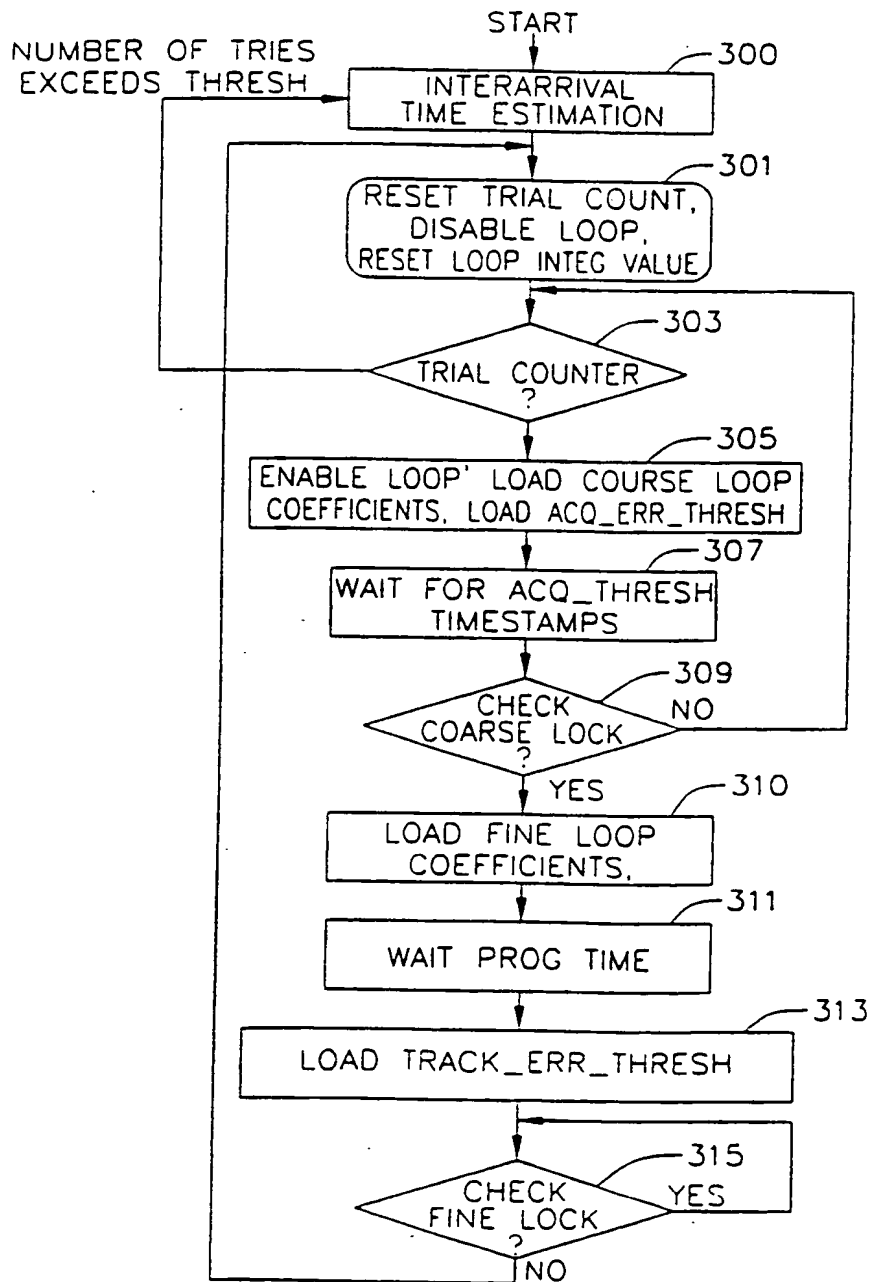 START
NUMBER OF TRIES
EXCEEDS THRESH
300
INTERARRIVAL
TIME ESTIMATION
301
RESET TRIAL COUNT,
DISABLE LOOP,
RESET LOOP INTEG VALUE
303
TRIAL COUNTER
?
305
ENABLE LOOP' LOAD COURSE LOOP
COEFFICIENTS, LOAD ACQ_ERR_THRESH
307
WAIT FOR ACQ_THRESH
TIMESTAMPS
309
CHECK
COARSE LOCK
?
NO
YES
310
LOAD FINE LOOP
COEFFICIENTS,
311
WAIT PROG TIME
313
LOAD TRACK_ERR_THRESH
315
CHECK
FINE LOCK
?
YES
NO